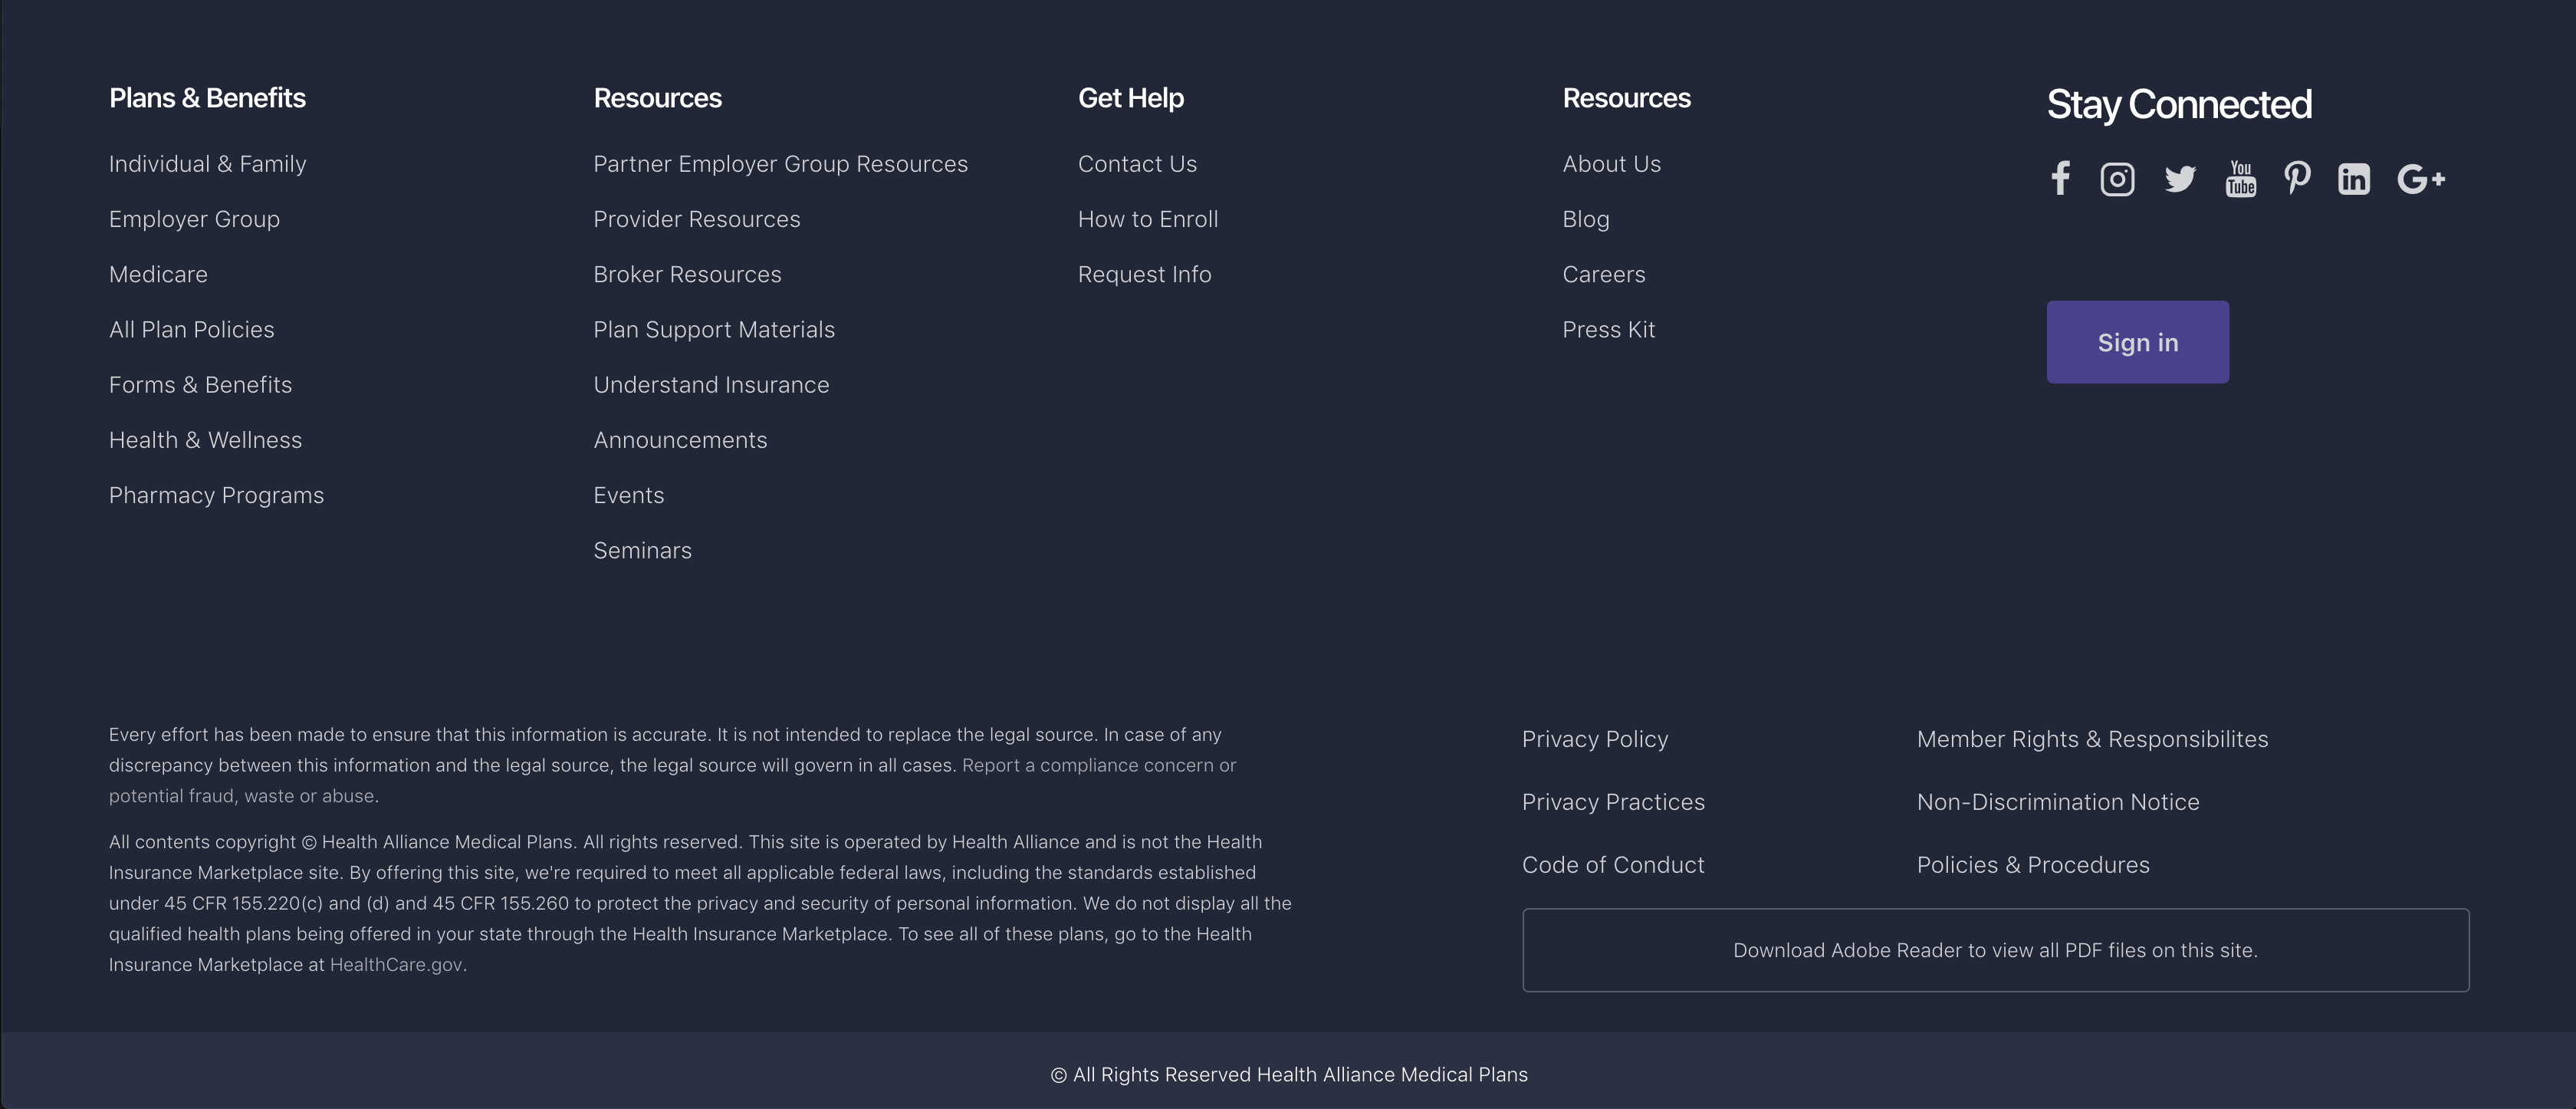 Plans & Benefits
Individual & Family
Employer Group
Medicare
All Plan Policies
Forms & Benefits
Health & Wellness
Pharmacy Programs
Resources
Partner Employer Group Resources
Provider Resources
Broker Resources
Plan Support Materials
Understand Insurance
Announcements
Events
Seminars
Get Help
Contact Us
How to Enroll
Request Info
Resources
About Us
Blog
Careers
Press Kit
Stay Connected
You
Tube
in
G+
Sign in
Every effort has been made to ensure that this information is accurate. It is not intended to replace the legal source. In case of any
discrepancy between this information and the legal source, the legal source will govern in all cases. Report a compliance concern or
potential fraud, waste or abuse.
All contents copyright © Health Alliance Medical Plans. All rights reserved. This site is operated by Health Alliance and is not the Health
Insurance Marketplace site. By offering this site, we're required to meet all applicable federal laws, including the standards established
under 45 CFR 155.220(c) and (d) and 45 CFR 155.260 to protect the privacy and security of personal information. We do not display all the
qualified health plans being offered in your state through the Health Insurance Marketplace. To see all of these plans, go to the Health
Insurance Marketplace at HealthCare.gov.
Privacy Policy
Privacy Practices
Code of Conduct
Member Rights & Responsibilites
Non-Discrimination Notice
Policies & Procedures
Download Adobe Reader to view all PDF files on this site.
© All Rights Reserved Health Alliance Medical Plans